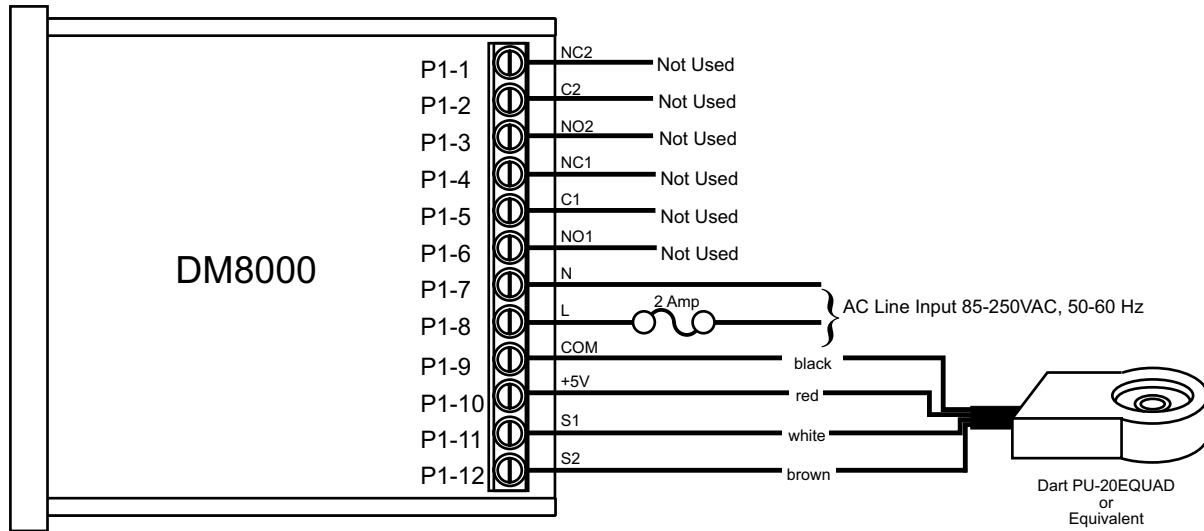 DM8000
P1-1 NC2 Not Used
P1-2 C2 Not Used
P1-3 NO2 Not Used
P1-4 NC1 Not Used
P1-5 C1 Not Used
P1-6 NO1 Not Used
P1-7 N
P1-8 L 2 Amp
AC Line Input 85-250VAC, 50-60 Hz
P1-9 COM black
P1-10 +5V red
P1-11 S1 white
P1-12 S2 brown
Dart PU-20EQUAD
or
Equivalent